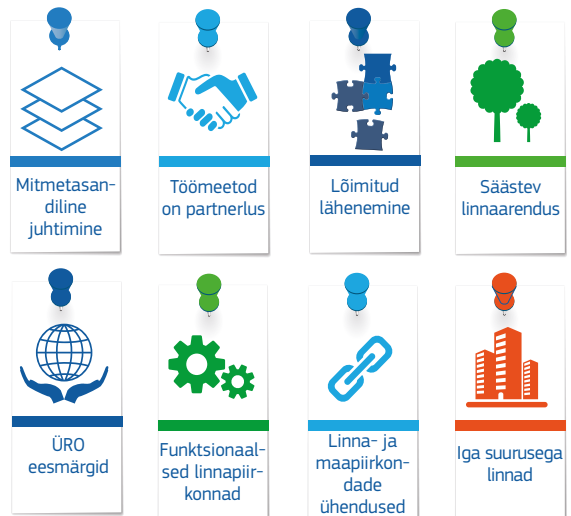 Mitmetasan-
diline
juhtimine
Töömeetod
on partnerlus
Lõimitud
lähenemine
Säästev
linnaarendus
ÜRO
eesmärgid
Funktsionaal-
sed linnapiir-
konnad
Linna- ja
maapiirkon-
dade
ühendused
Iga suurusega
linnad